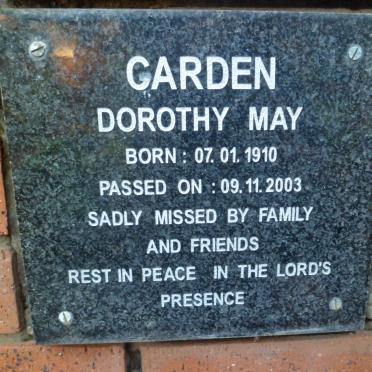 GARDEN
DOROTHY MAY
BORN : 07. 01. 1910
PASSED ON : 09. 11. 2003
SADLY MISSED BY FAMILY
AND FRIENDS
REST IN PEACE IN THE LORD'S
PRESENCE